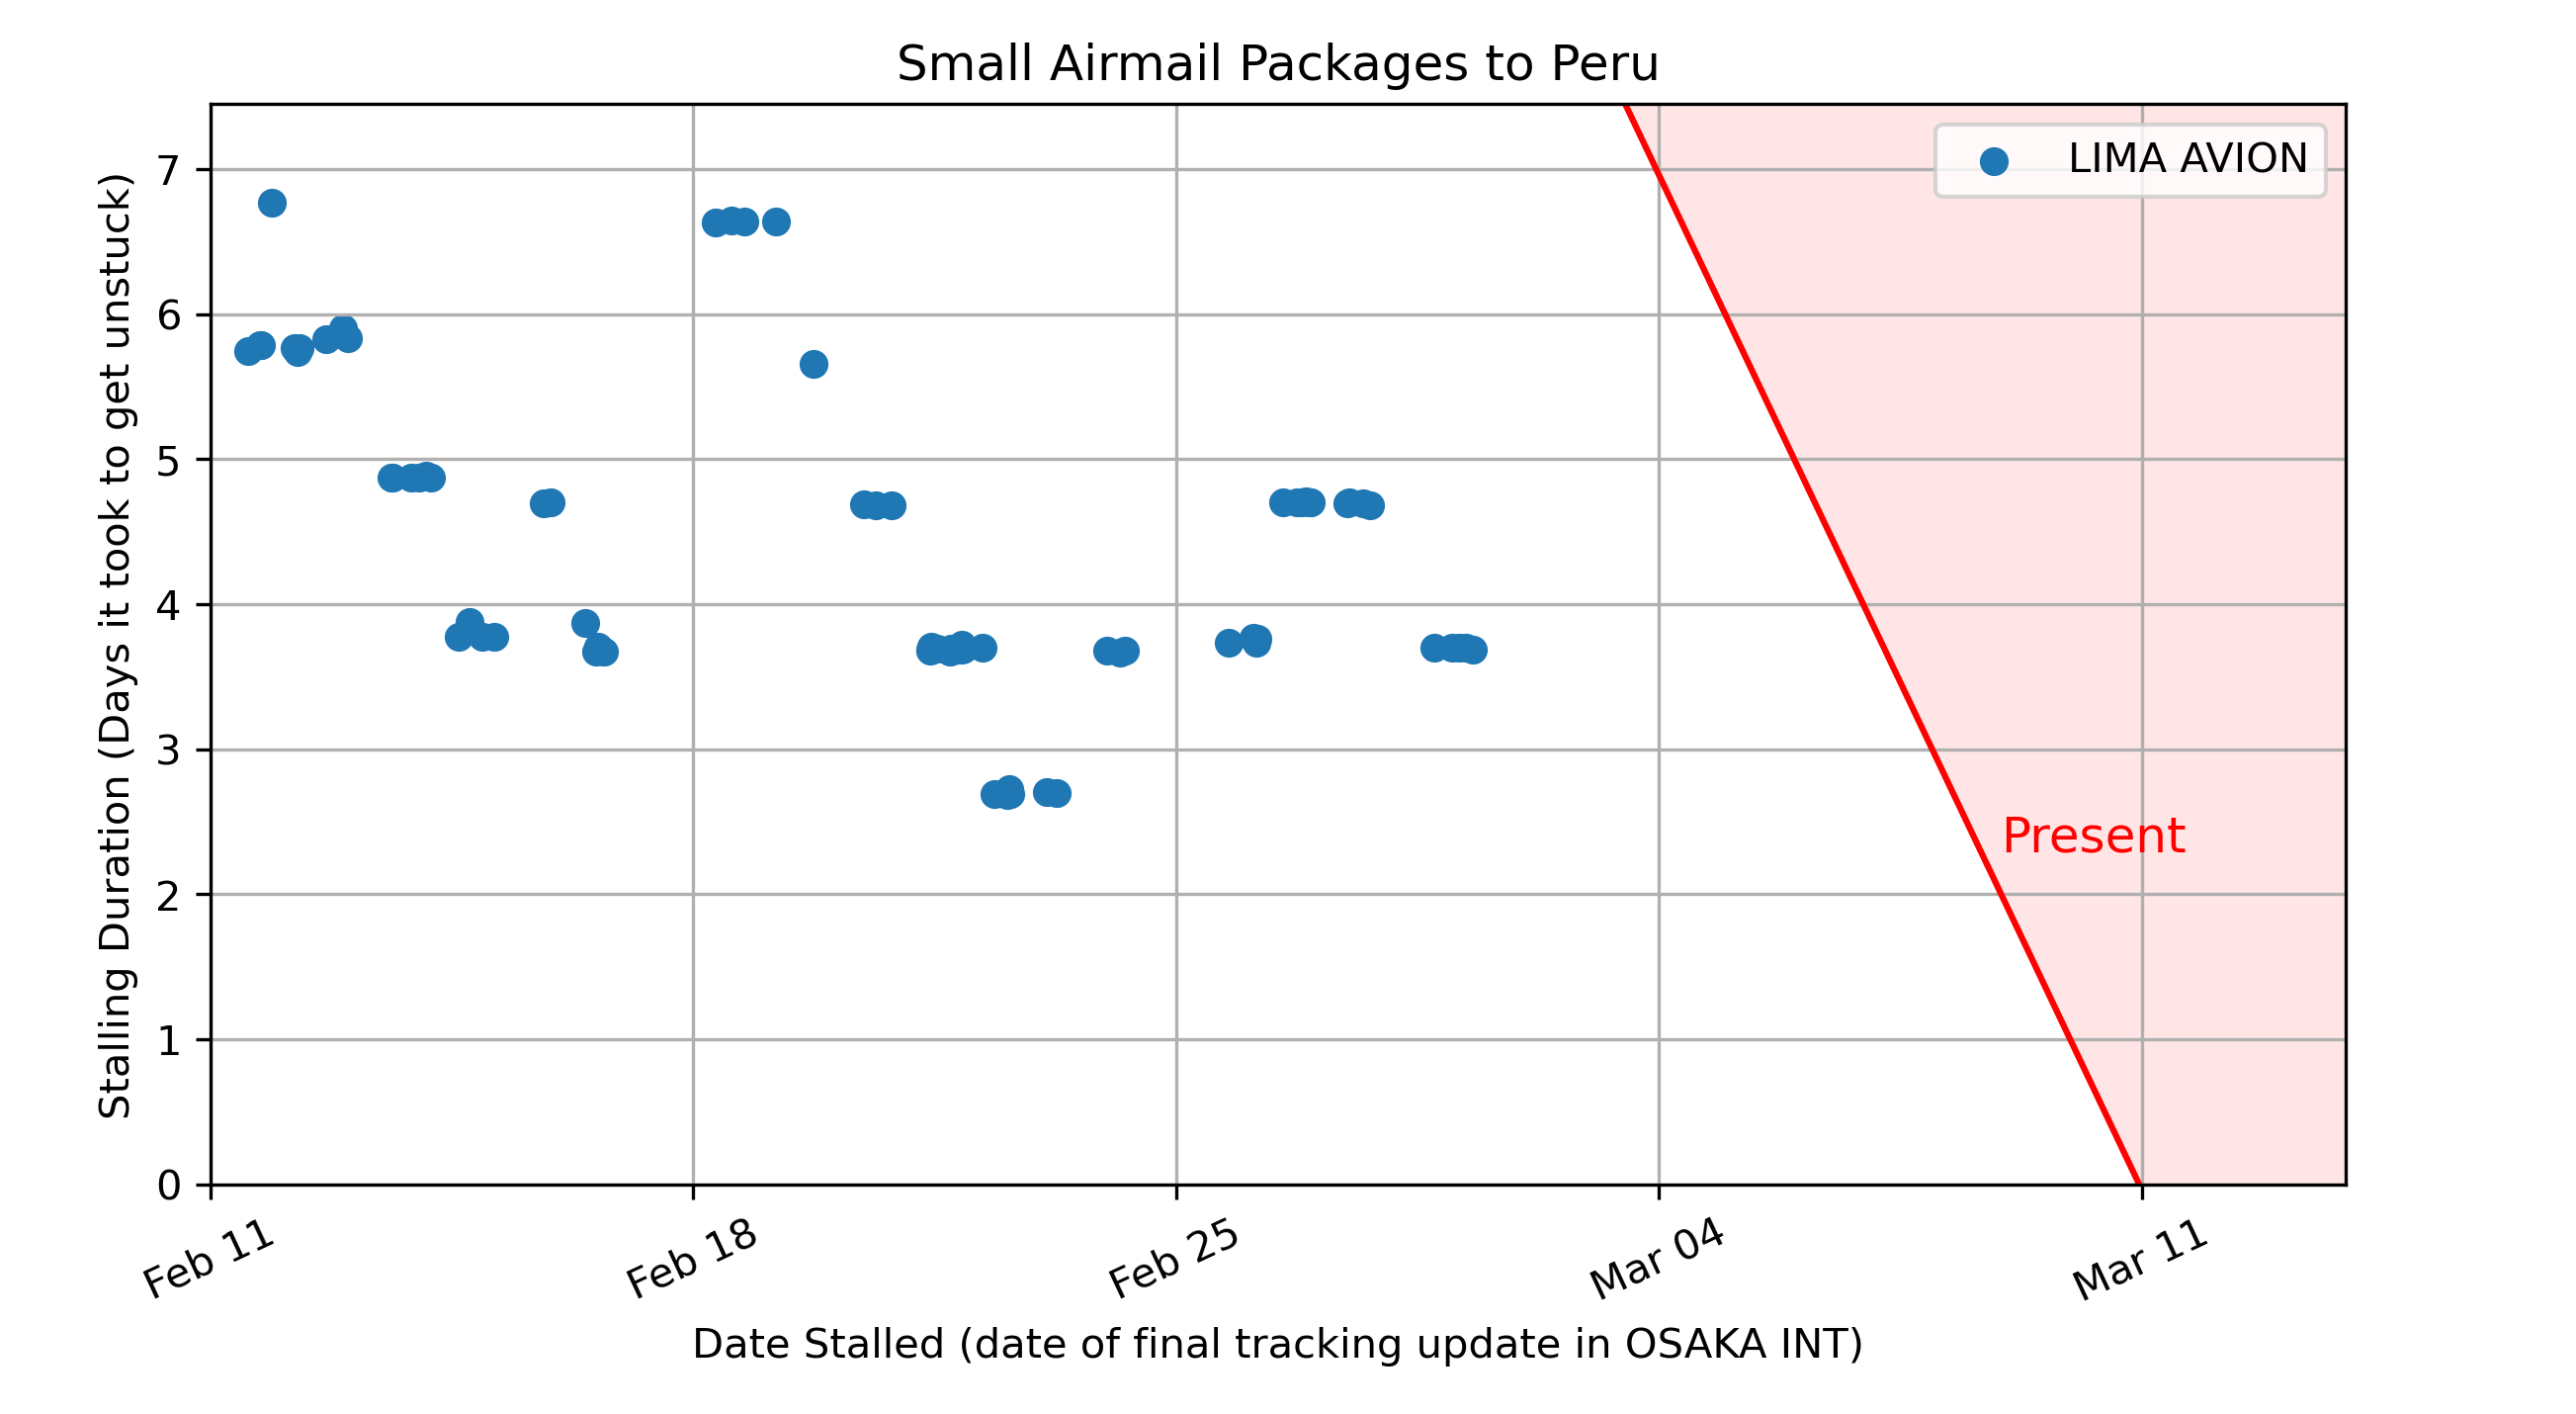 Small Airmail Packages to Peru
Stalling Duration (Days it took to get unstuck)
7
6
5
4
3
2
1
0
LIMA AVION
Present
Feb 11
Feb 18
Feb 25
Mar 04
Mar 11
Date Stalled (date of final tracking update in OSAKA INT)